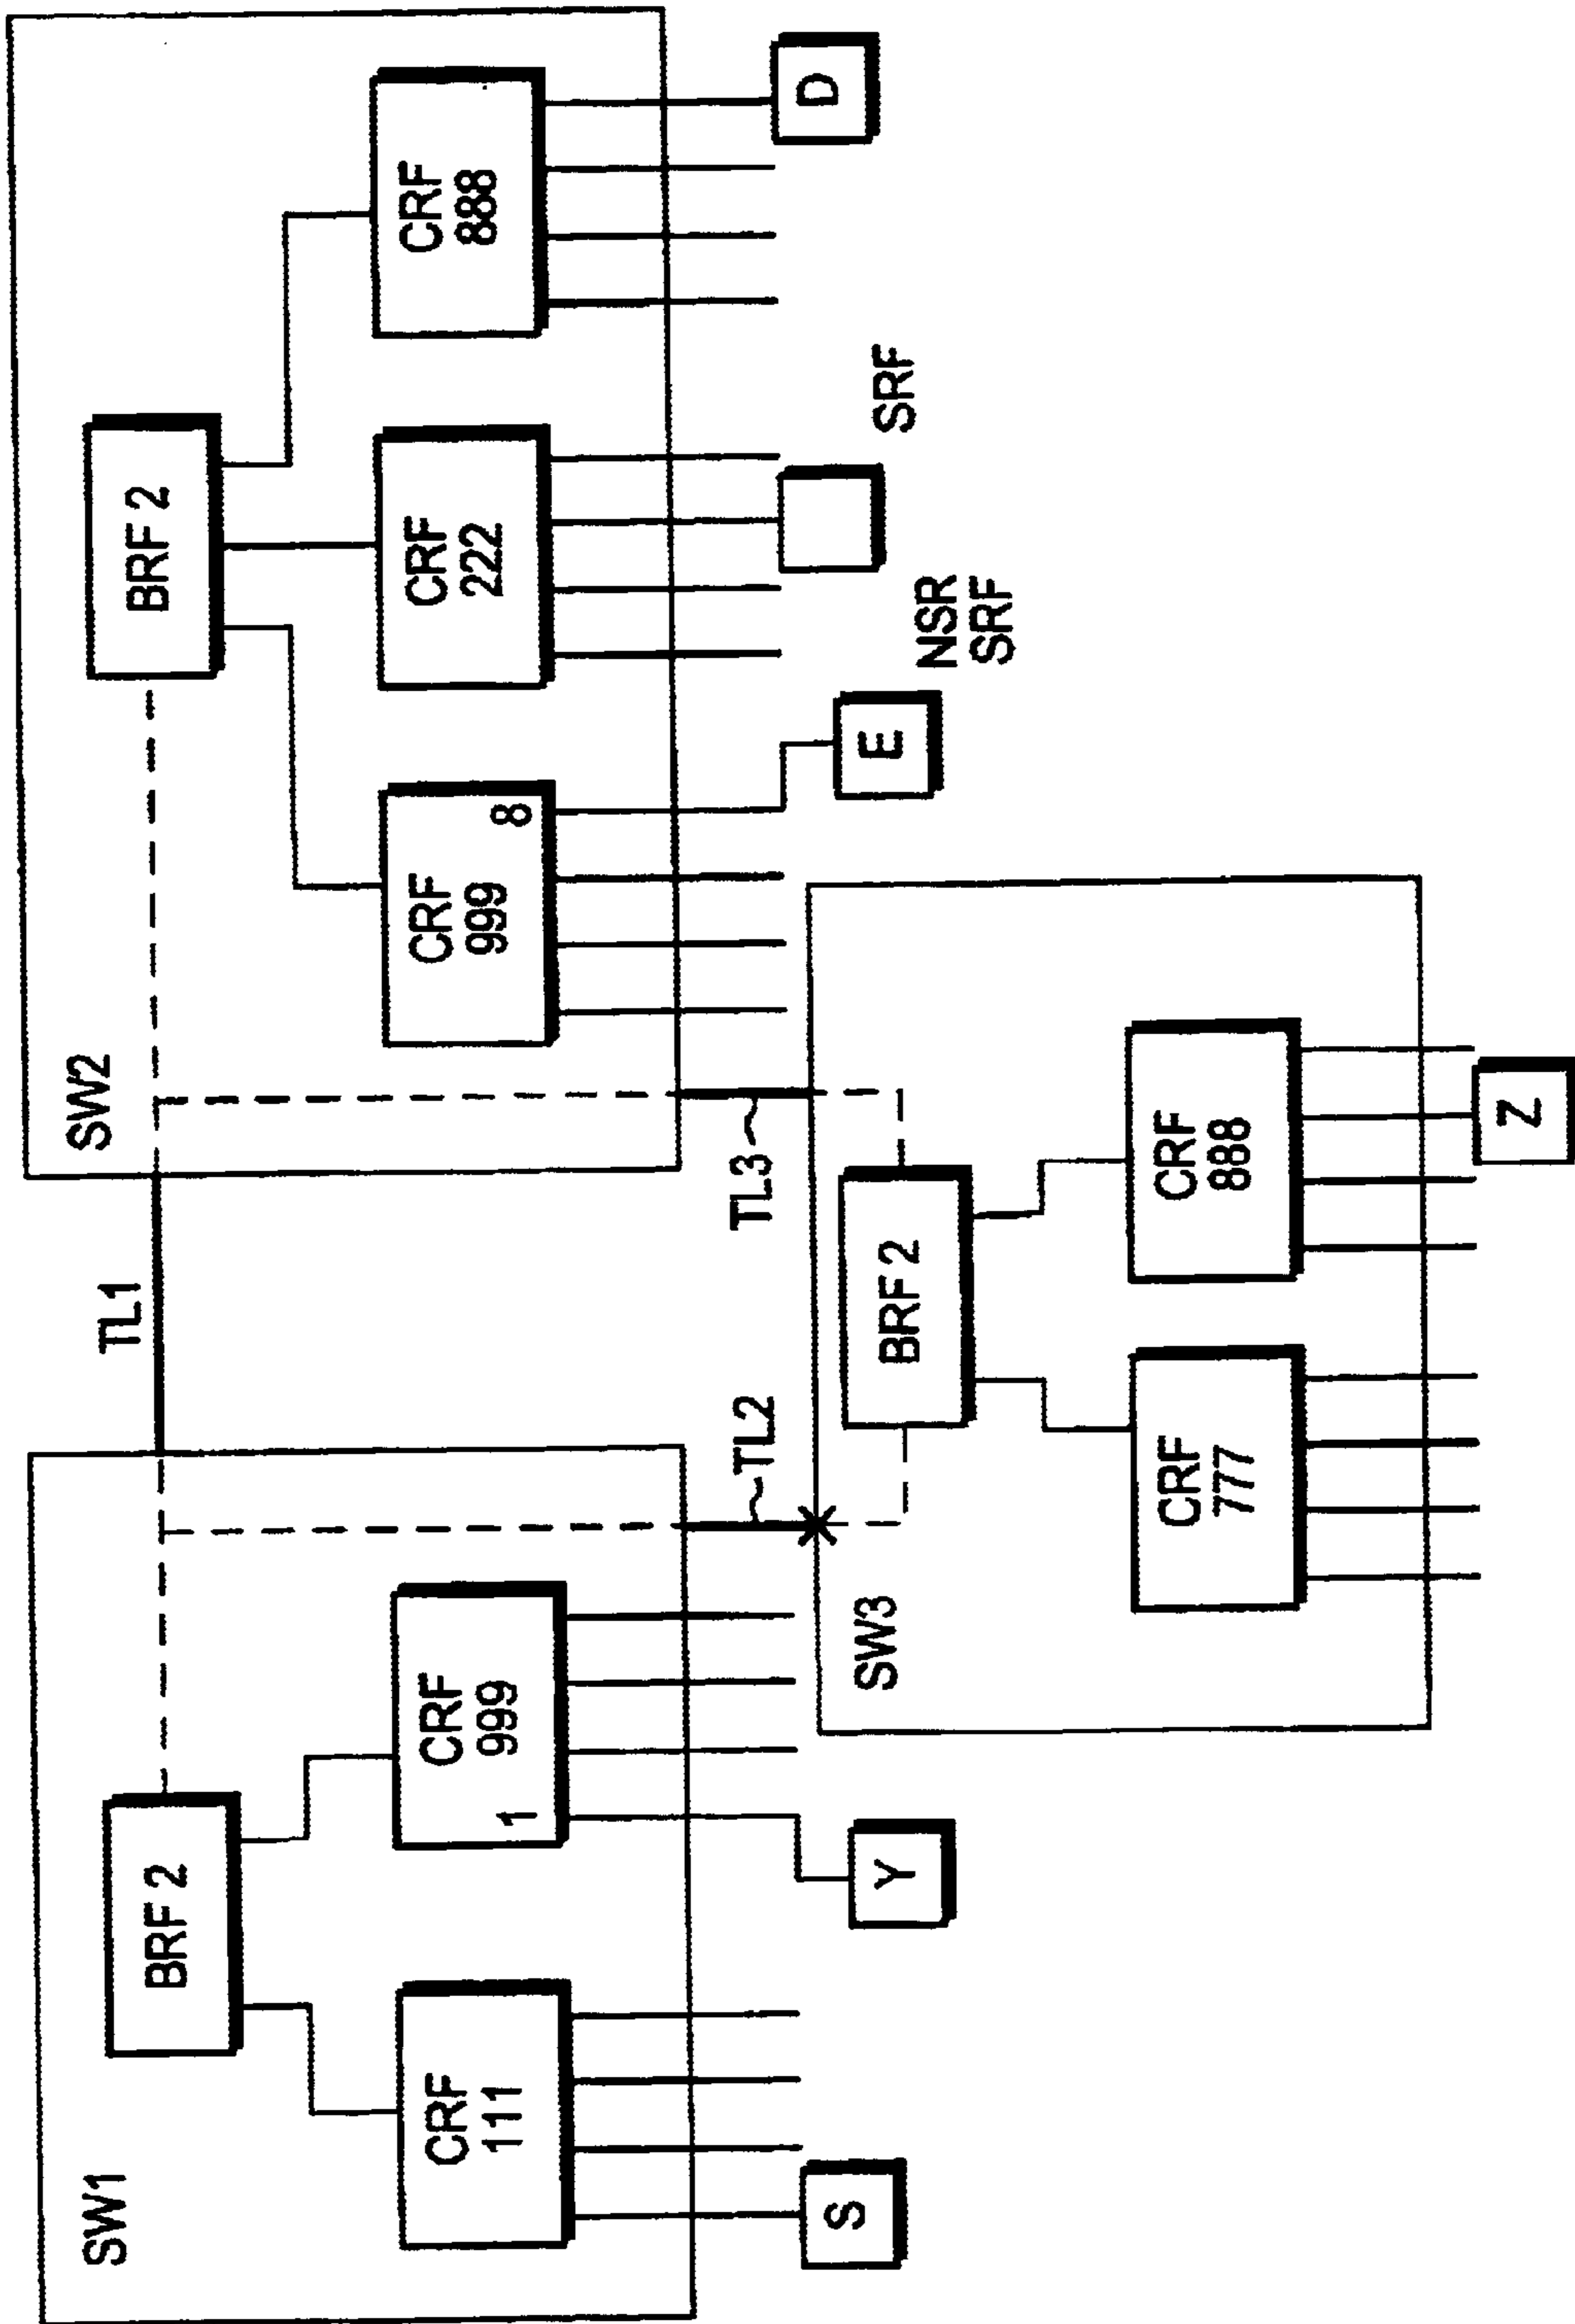 SW1
BRF 2
CRF
111
CRF
999
1
S
Y
TL1
TL2
TL3
SW2
BRF 2
CRF
999
8
CRF
222
CRF
888
E
NSR
SRF
SRF
D
SW3
BRF 2
CRF
777
CRF
888
Z